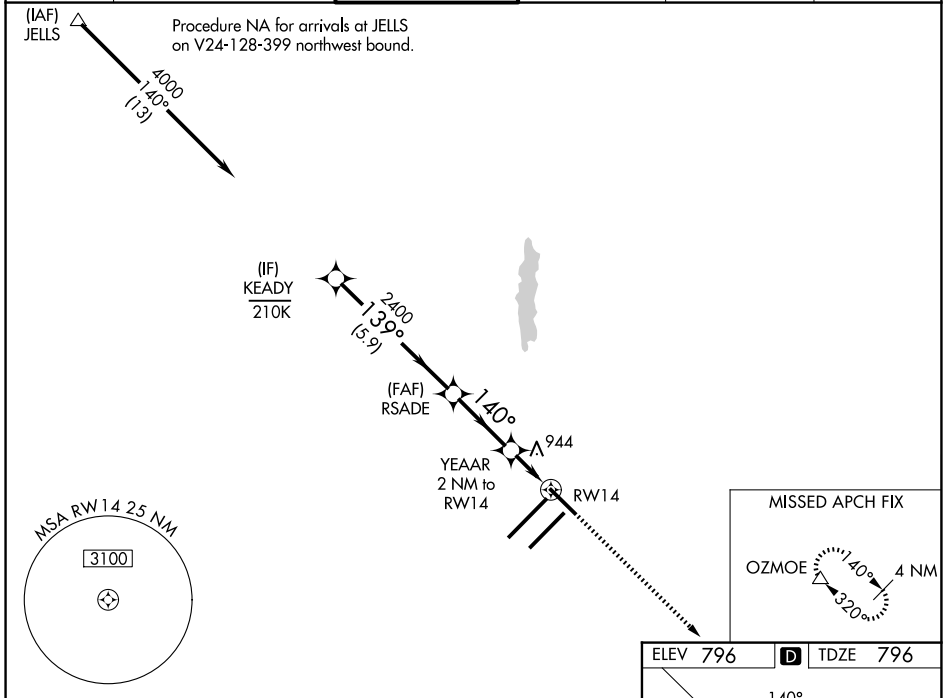 (IAF)
JELLS
Procedure NA for arrivals at JELLS
on V24-128-399 northwest bound.
4000
140°
(13)
(IF)
KEADY
210K
2400
139°
(5.9)
(FAF)
RSADE
140°
944
YEAAR
2 NM to
RW14
RW14
MSA RW14 25 NM
3100
MISSED APCH FIX
OZMOE
140°
4 NM
320°
ELEV 796 D TDZE 796
140°